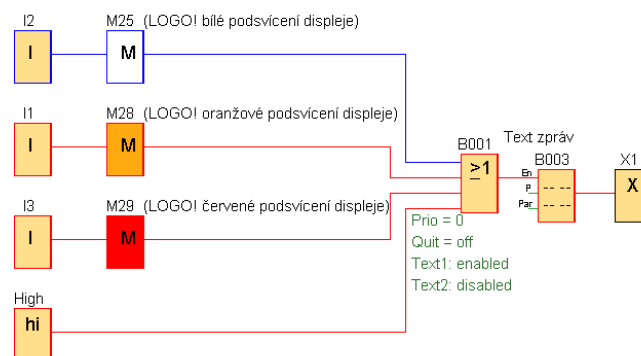 I2
M25 (LOGO! bílé podsvícení displeje)
I
M
I1
M28 (LOGO! oranžové podsvícení displeje)
I
M
B001
≥1
Text zpráv
B003
En
P
Par
X1
X
I3
M29 (LOGO! červené podsvícení displeje)
I
M
Prio = 0
Quit = off
Text1: enabled
Text2: disabled
High
hi